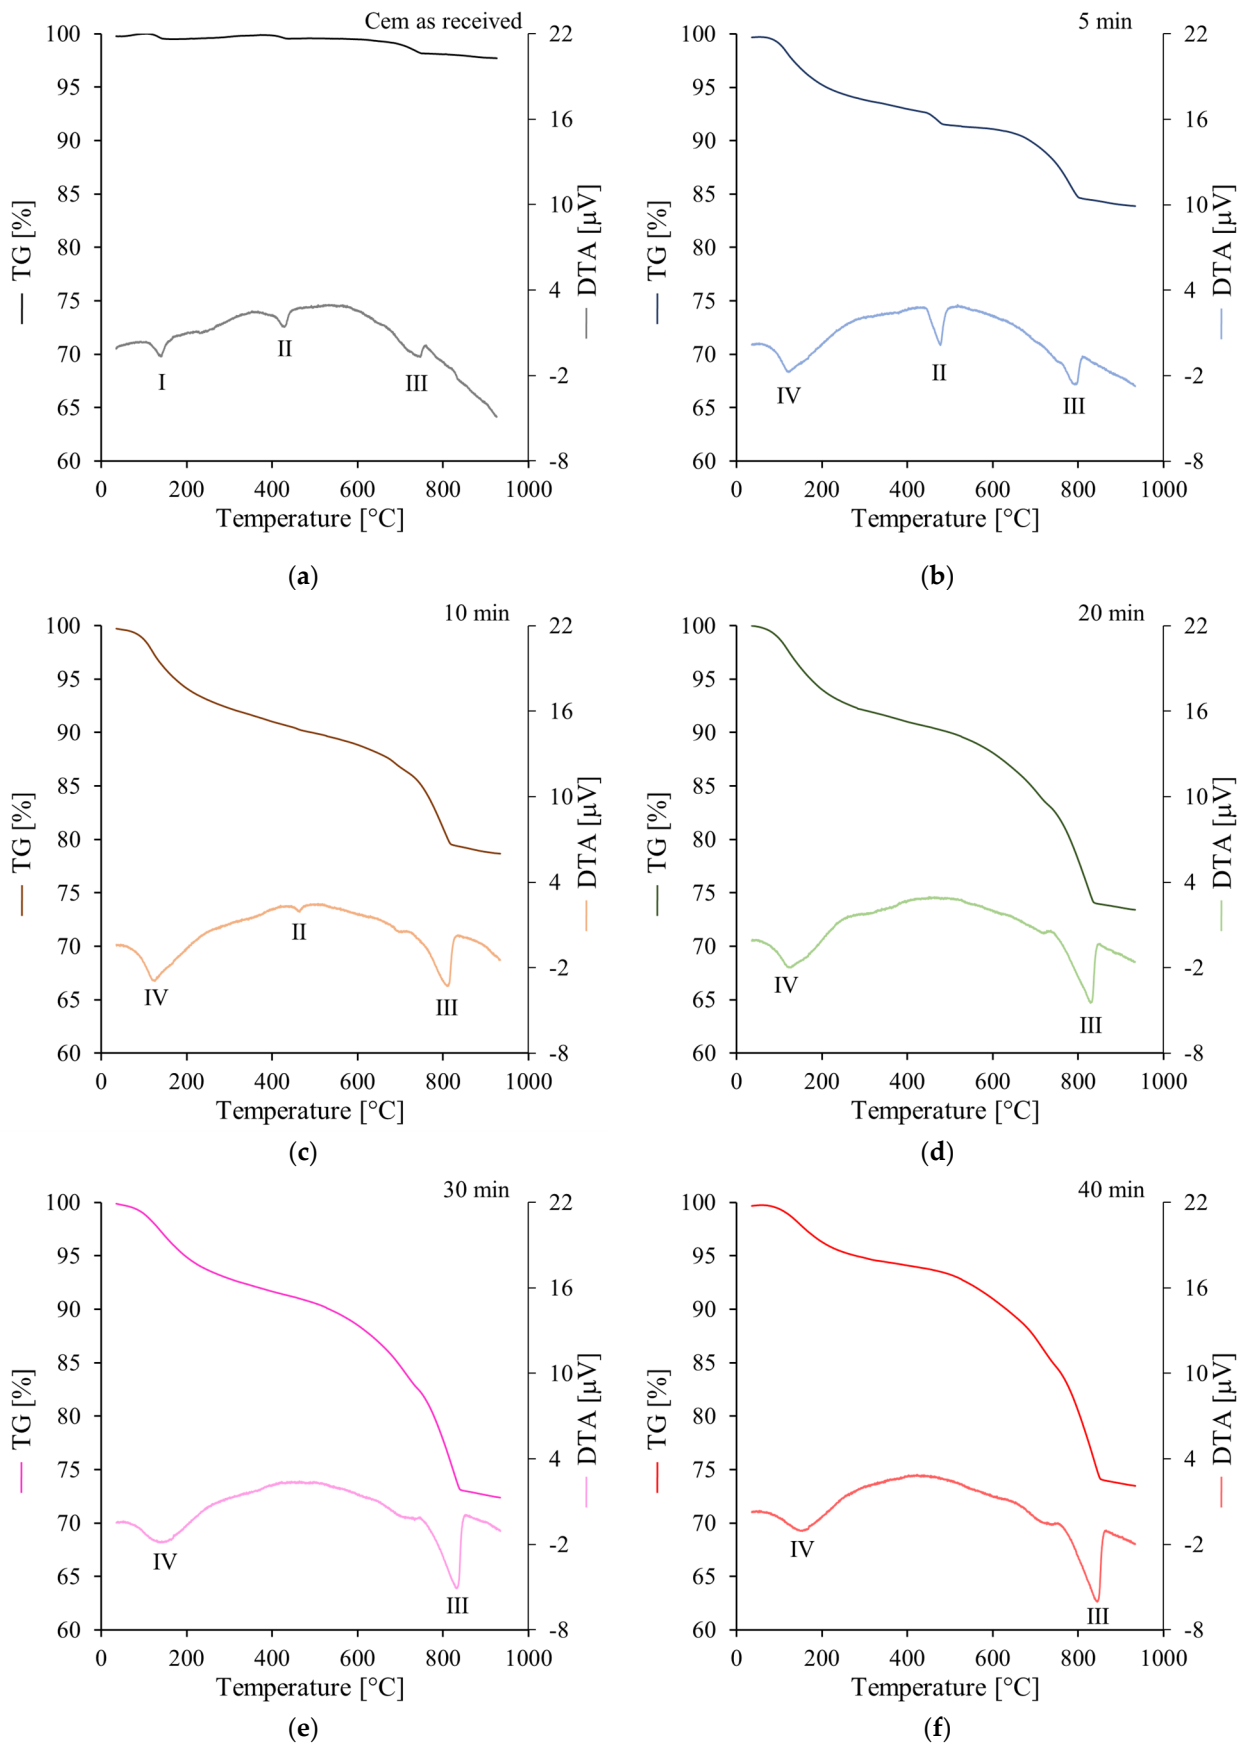 Cem as received
100
95
90
85
80
75
70
65
60
22
16
10
4
-2
-8
TG [%]
DTA [µV]
I
II
III
0 200 400 600 800 1000
Temperature [°C]
(a)
5 min
100
95
90
85
80
75
70
65
60
22
16
10
4
-2
-8
TG [%]
DTA [µV]
IV
II
III
0 200 400 600 800 1000
Temperature [°C]
(b)
10 min
100
95
90
85
80
75
70
65
60
22
16
10
4
-2
-8
TG [%]
DTA [µV]
IV
II
III
0 200 400 600 800 1000
Temperature [°C]
(c)
20 min
100
95
90
85
80
75
70
65
60
22
16
10
4
-2
-8
TG [%]
DTA [µV]
IV
III
0 200 400 600 800 1000
Temperature [°C]
(d)
30 min
100
95
90
85
80
75
70
65
60
22
16
10
4
-2
-8
TG [%]
DTA [µV]
IV
III
0 200 400 600 800 1000
Temperature [°C]
(e)
40 min
100
95
90
85
80
75
70
65
60
22
16
10
4
-2
-8
TG [%]
DTA [µV]
IV
III
0 200 400 600 800 1000
Temperature [°C]
(f)